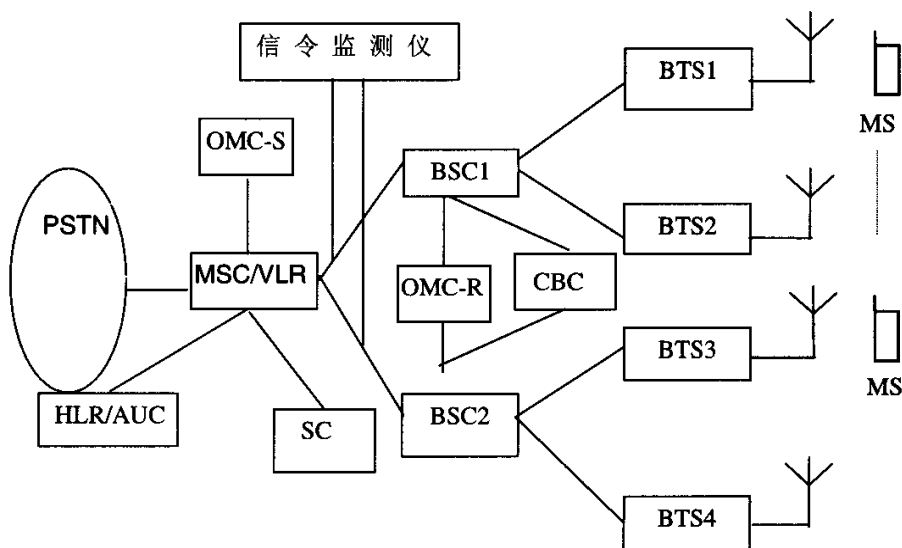 信令监测仪
BTS1
MS
OMC-S
BSC1
BTS2
PSTN
MSC/VLR
OMC-R
CBC
BTS3
MS
HLR/AUC
SC
BSC2
BTS4